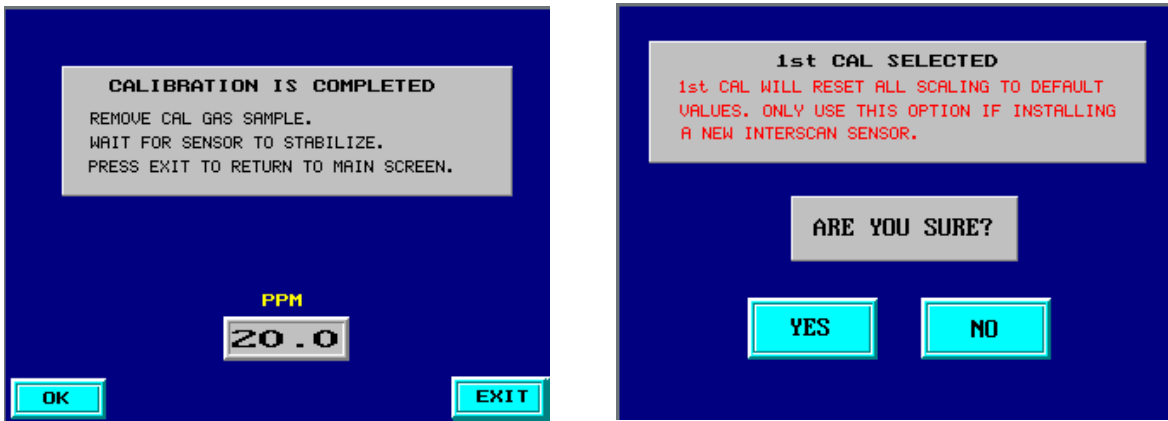 CALIBRATION IS COMPLETED
REMOVE CAL GAS SAMPLE.
WAIT FOR SENSOR TO STABILIZE.
PRESS EXIT TO RETURN TO MAIN SCREEN.
PPM
20.0
OK
EXIT
1st CAL SELECTED
1st CAL WILL RESET ALL SCALING TO DEFAULT
VALUES. ONLY USE THIS OPTION IF INSTALLING
A NEW INTERSCAN SENSOR.
ARE YOU SURE?
YES
NO